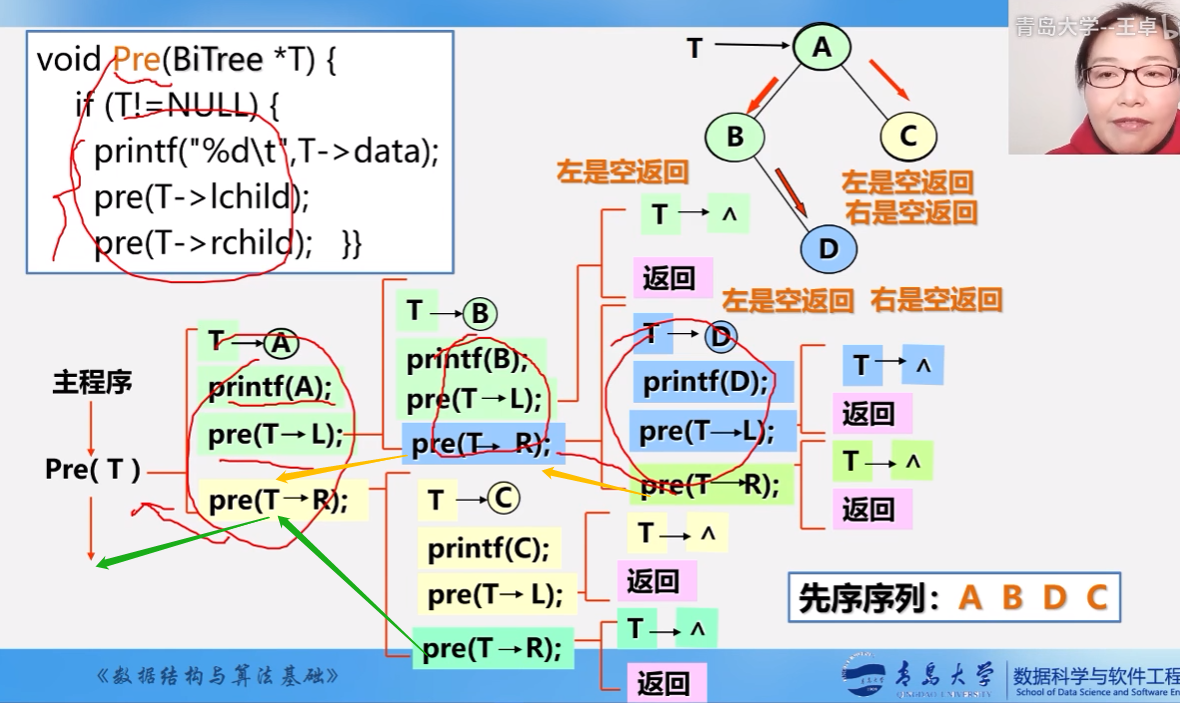 青岛大学--王卓
void Pre(BiTree *T) {
if (T!=NULL) {
printf("%d\t",T->data);
pre(T->lchild);
pre(T->rchild); }}
T
A
B
C
D
左是空返回
左是空返回
右是空返回
左是空返回 右是空返回
主程序
Pre( T )
T→A
printf(A);
pre(T→L);
pre(T→R);
T→B
printf(B);
pre(T→L);
pre(T→R);
T→∧
返回
T→D
printf(D);
pre(T→L);
pre(T→R);
T→∧
返回
T→∧
返回
T→C
printf(C);
pre(T→L);
pre(T→R);
T→∧
返回
T→∧
返回
先序序列：A B D C
《数据结构与算法基础》
青岛大学
QINGDAO UNIVERSITY
数据科学与软件工程
School of Data Science and Software En